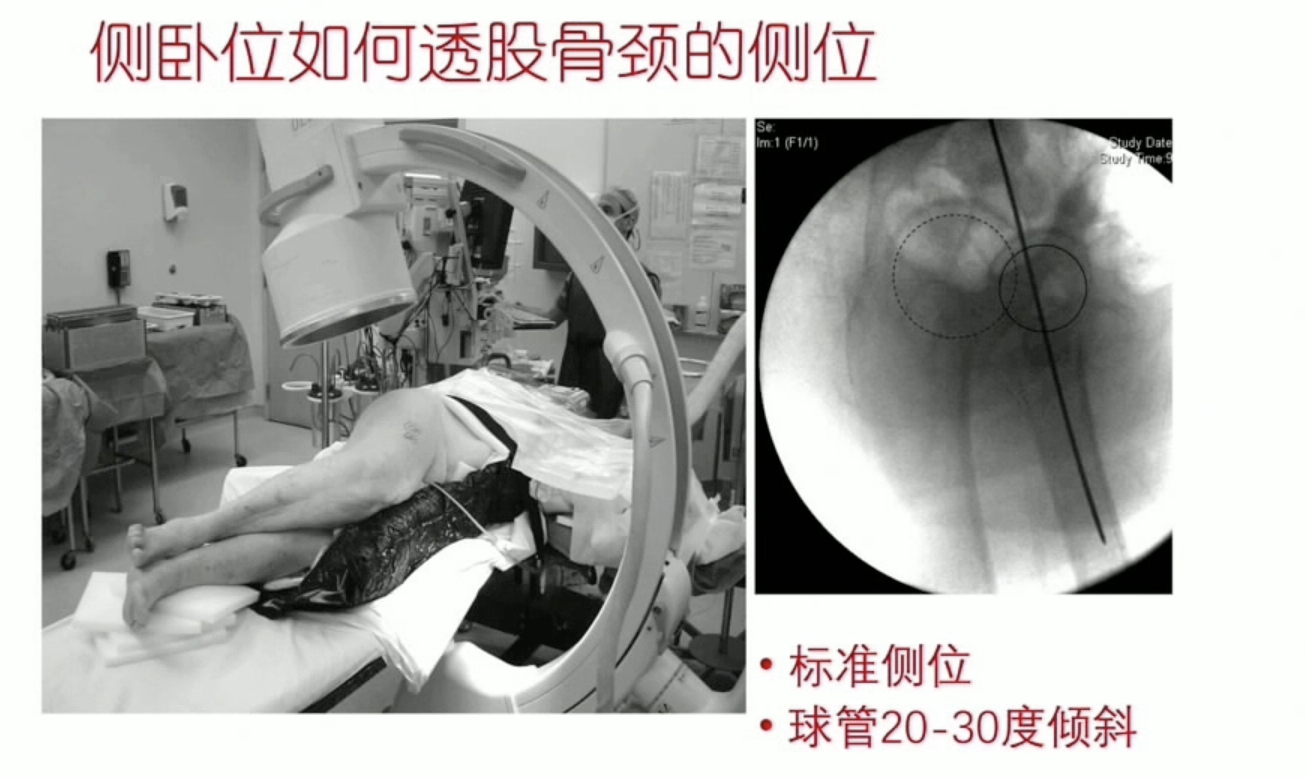 侧卧位如何透股骨颈的侧位
Se:
Im:1 (F1/1)
Study Date
Study Time:9
• 标准侧位
• 球管20-30度倾斜